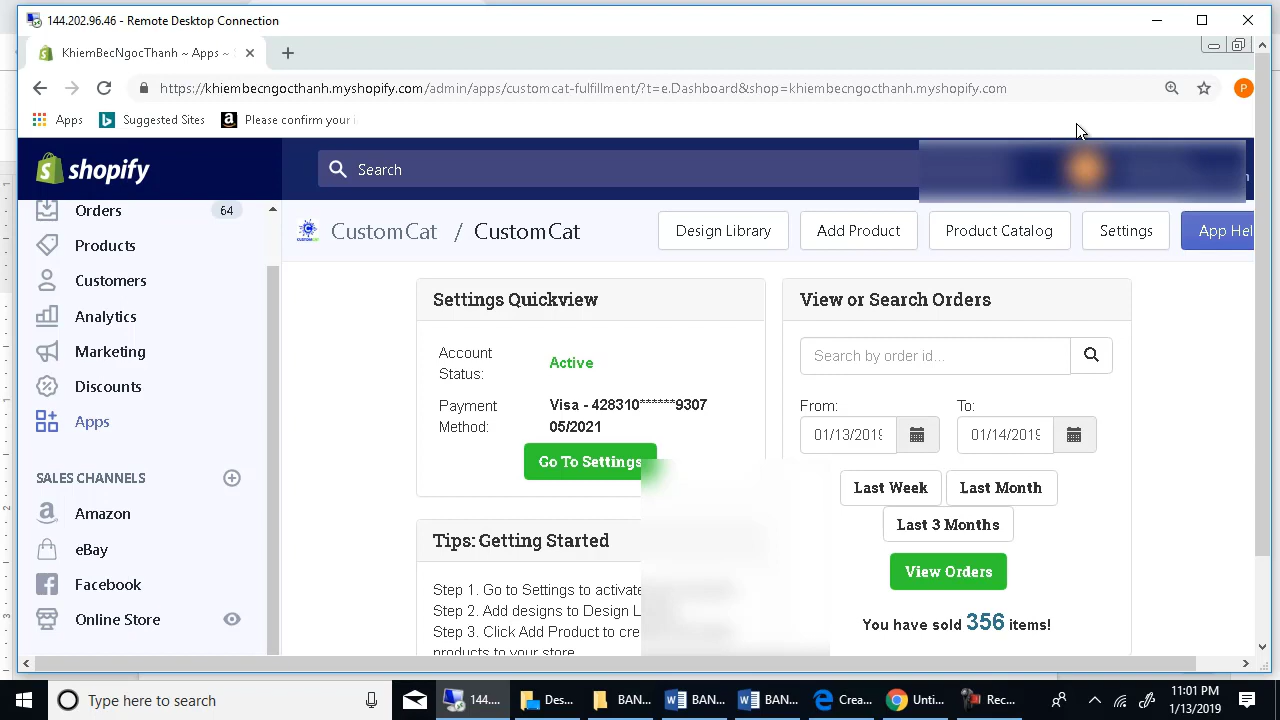 144.202.96.46 - Remote Desktop Connection
KhiemBecNgocThanh ~ Apps ~
https://khiembecngocthanh.myshopify.com/admin/apps/customcat-fulfillment/?t=e.Dashboard&shop=khiembecngocthanh.myshopify.com
P
Apps Suggested Sites Please confirm your
shopify
Search
Orders 64
Products
Customers
Analytics
Marketing
Discounts
Apps
SALES CHANNELS
Amazon
eBay
Facebook
Online Store
CustomCat / CustomCat
Design Library Add Product Product Catalog Settings App Hel
Settings Quickview
Account Status: Active
Payment Method: Visa - 428310******9307 05/2021
Go To Settings
Tips: Getting Started
Step 1. Go to Settings to activate
Step 2. Add designs to Design L
Step 3. Click Add Product to cre
products to your store
View or Search Orders
Search by order id...
From: To:
01/13/2019 01/14/2019
Last Week Last Month
Last 3 Months
View Orders
You have sold 356 items!
Type here to search
144.... Des... BAN... BAN... BAN... Crea... Unti... Rec...
11:01 PM
1/13/2019